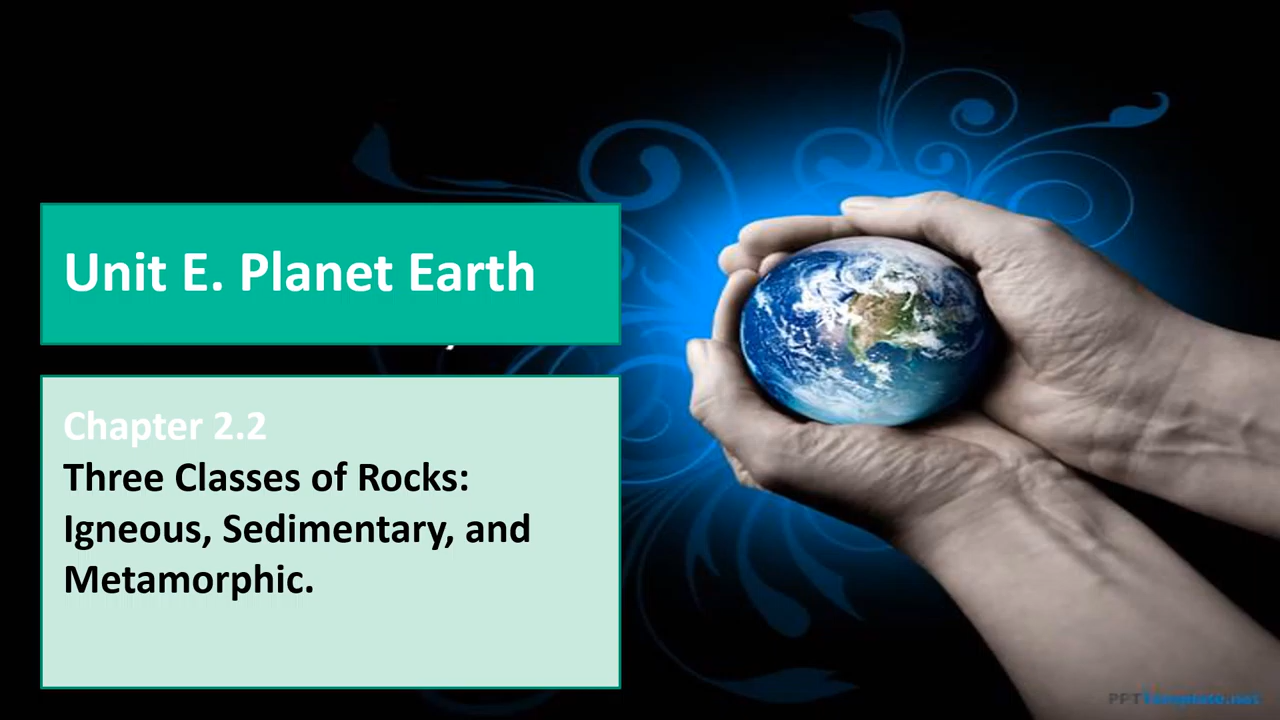 Unit E. Planet Earth
Chapter 2.2
Three Classes of Rocks:
Igneous, Sedimentary, and
Metamorphic.
PPTTemplate.net